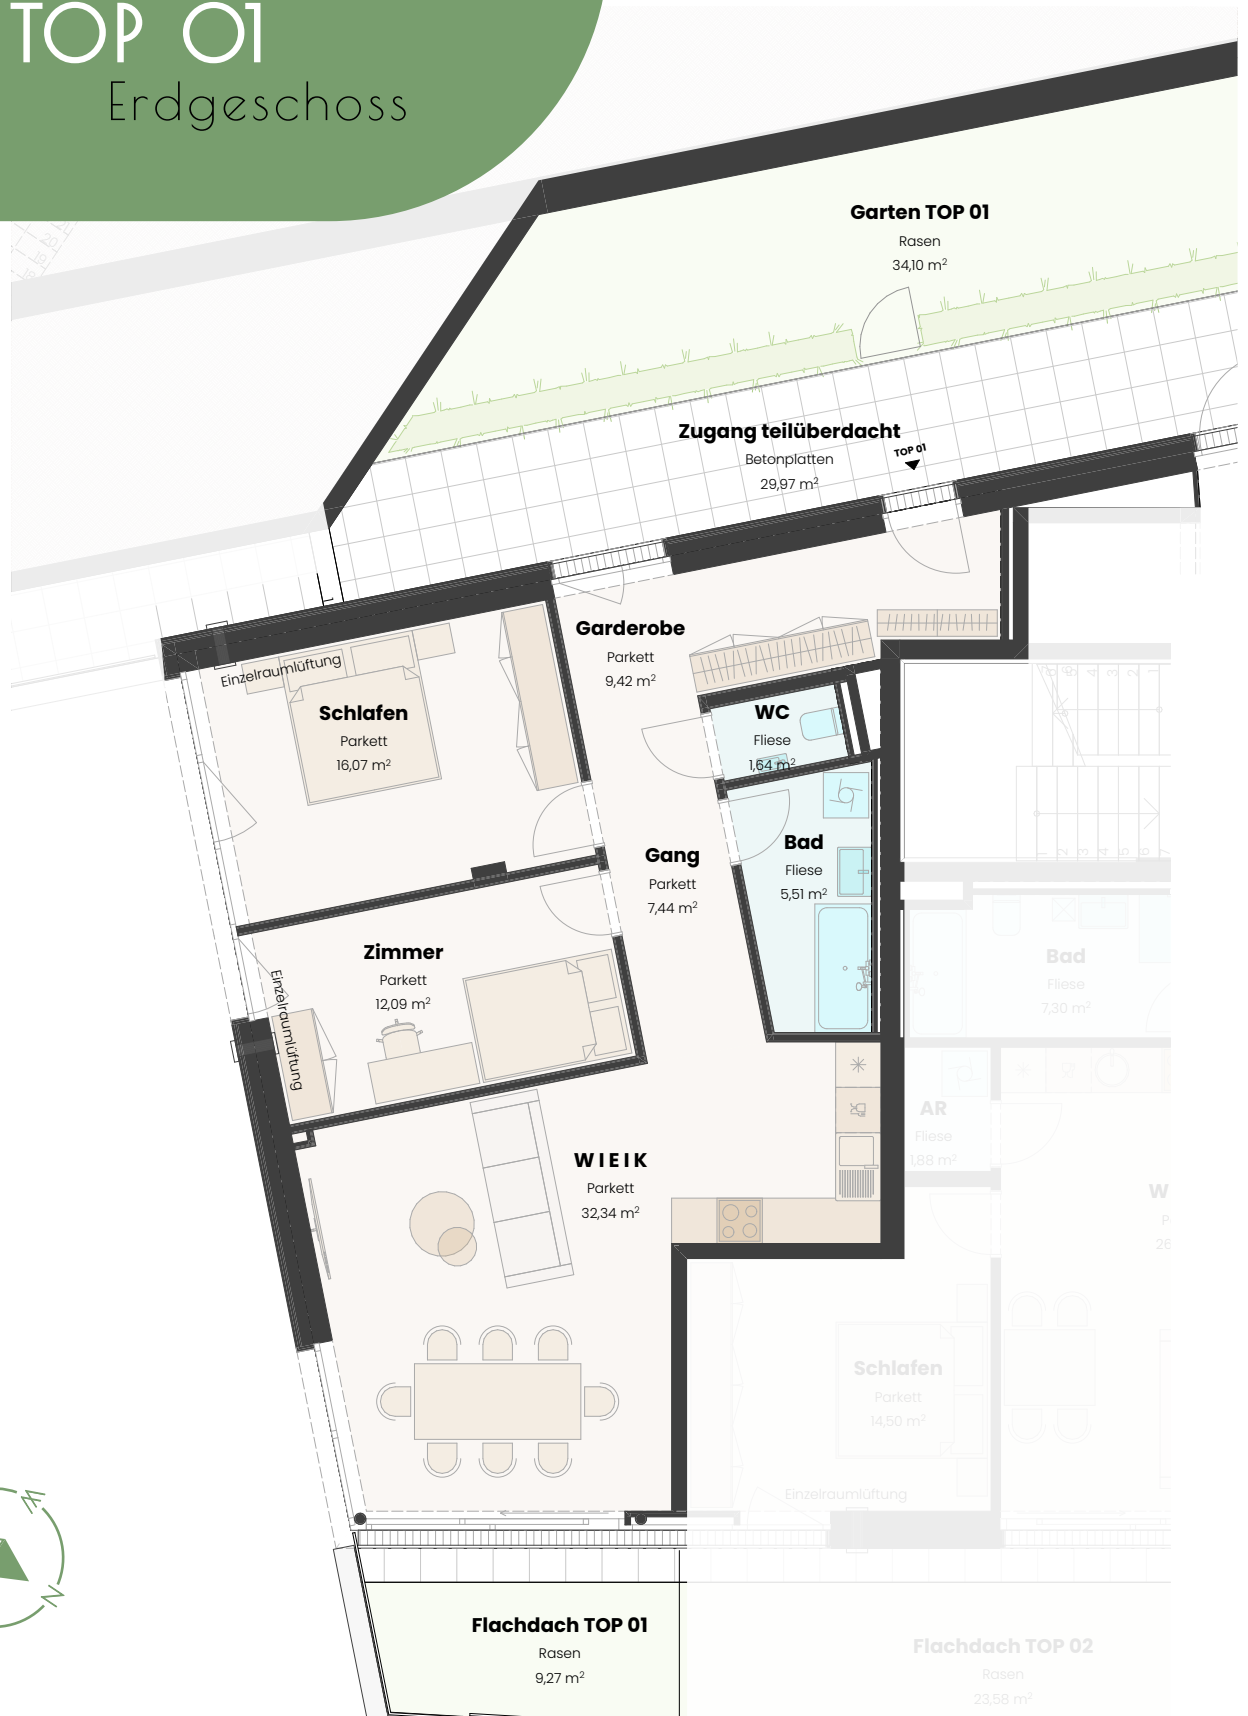 TOP 01
Erdgeschoss
20
19
18
Garten TOP 01
Rasen
34,10 m²
Zugang teilüberdacht
Betonplatten
29,97 m²
TOP 01
Garderobe
Parkett
9,42 m²
Einzelraumlüftung
Schlafen
Parkett
16,07 m²
WC
Fliese
1,64 m²
Bad
Fliese
5,51 m²
Gang
Parkett
7,44 m²
Zimmer
Parkett
12,09 m²
Einzelraumlüftung
Bad
Fliese
7,30 m²
AR
Fliese
1,88 m²
WIEIK
Parkett
32,34 m²
W
P
26
Schlafen
Parkett
14,50 m²
Einzelraumlüftung
N
Flachdach TOP 01
Rasen
9,27 m²
Flachdach TOP 02
Rasen
23,58 m²